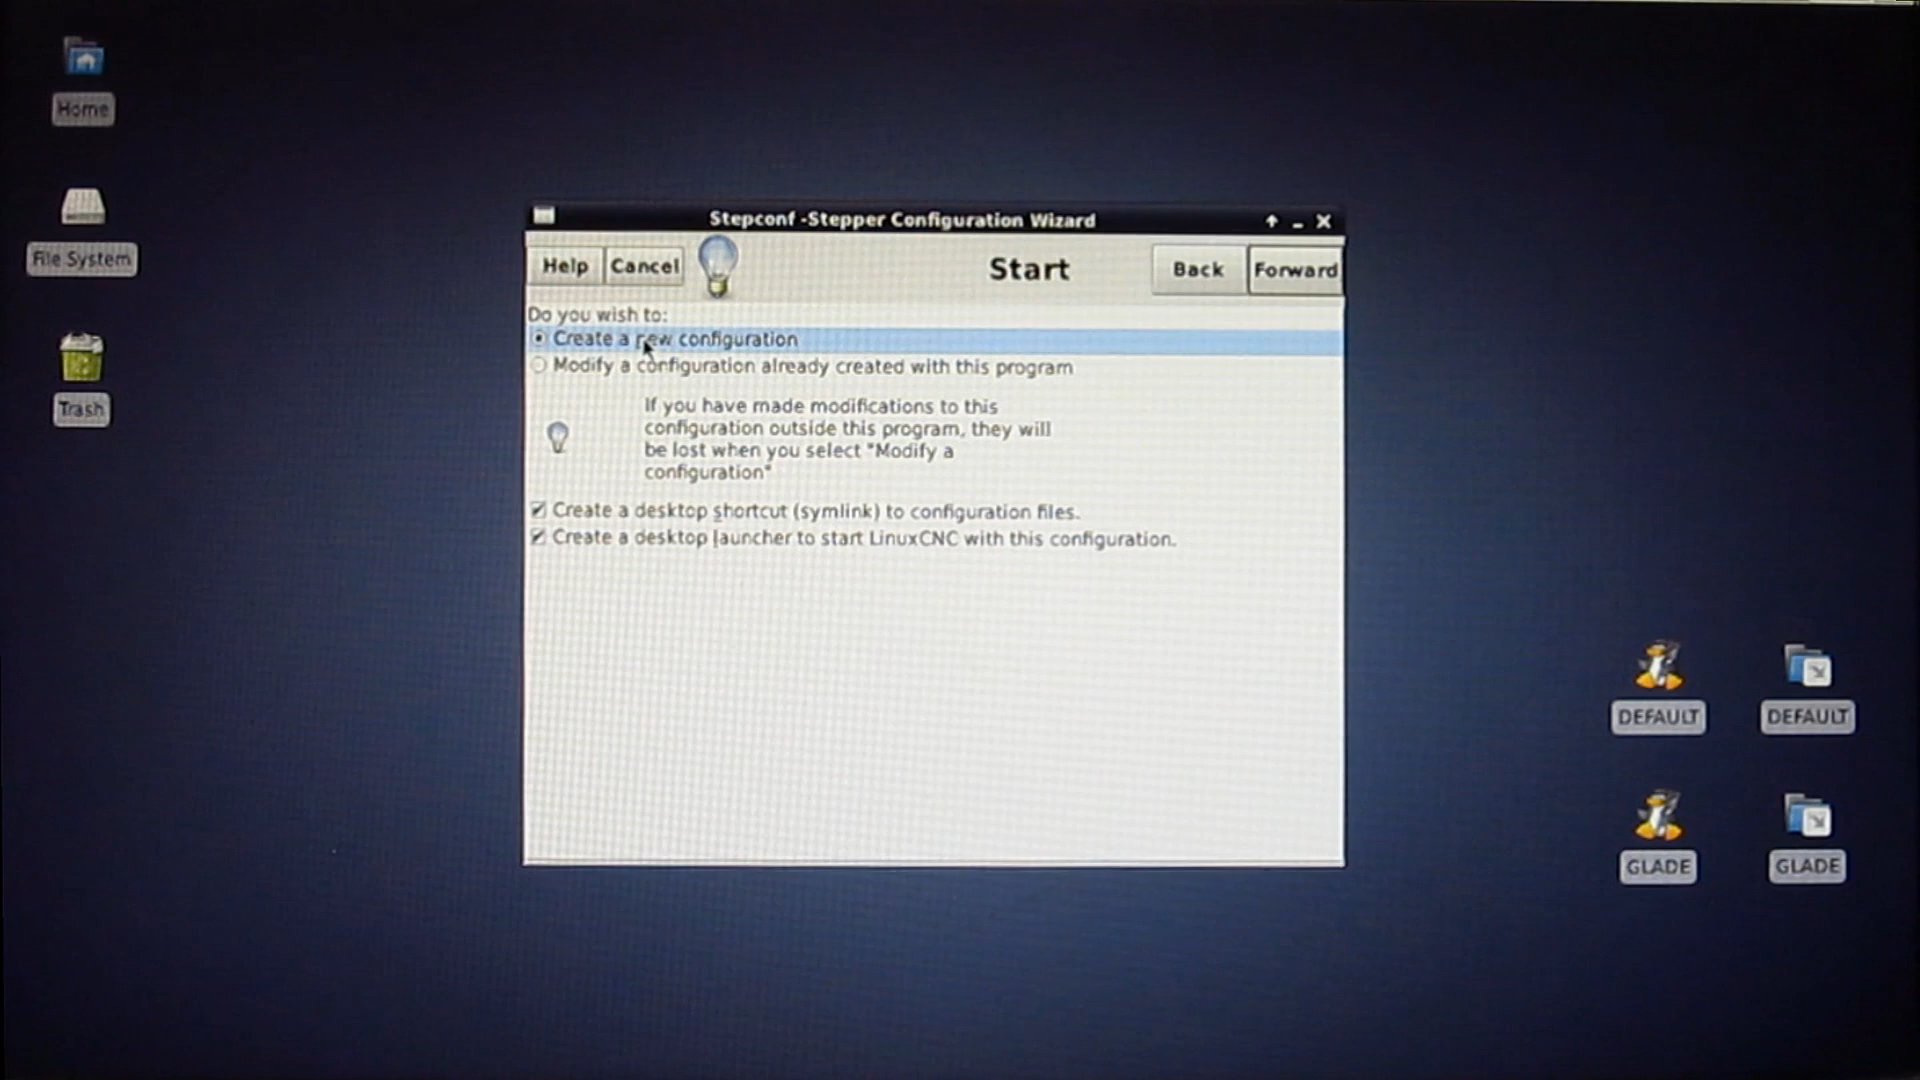 Home
File System
Trash
Stepconf -Stepper Configuration Wizard
Help
Cancel
Start
Back
Forward
Do you wish to:
Create a new configuration
Modify a configuration already created with this program
If you have made modifications to this
configuration outside this program, they will
be lost when you select "Modify a
configuration"
Create a desktop shortcut (symlink) to configuration files.
Create a desktop launcher to start LinuxCNC with this configuration.
DEFAULT
DEFAULT
GLADE
GLADE